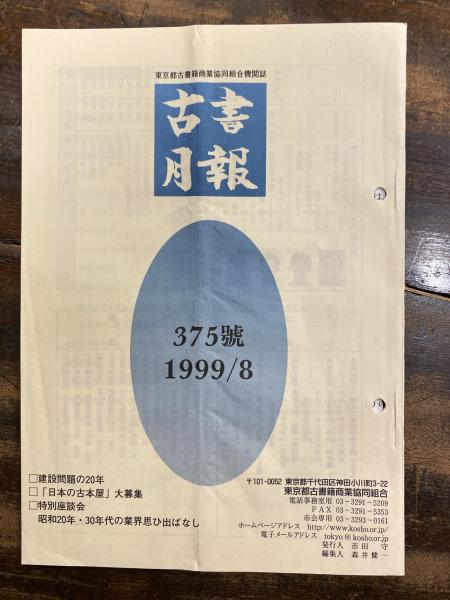 東京都古書籍商業協同組合機関誌
古書
月報
375號
1999/8
□建設問題の20年
□「日本の古本屋」大募集
□特別座談会
昭和20年・30年代の業界思ひ出ばなし
〒101-0052 東京都千代田区神田小川町3-22
東京都古書籍商業協同組合
電話事務室用 03-3291-5209
FAX 03-3291-5353
市会専用 03-3293-0161
ホームページアドレス http://www.kosho.or.jp/
電子メールアドレス tokyo@kosho.or.jp
発行人 市田 守
編集人 森井健一